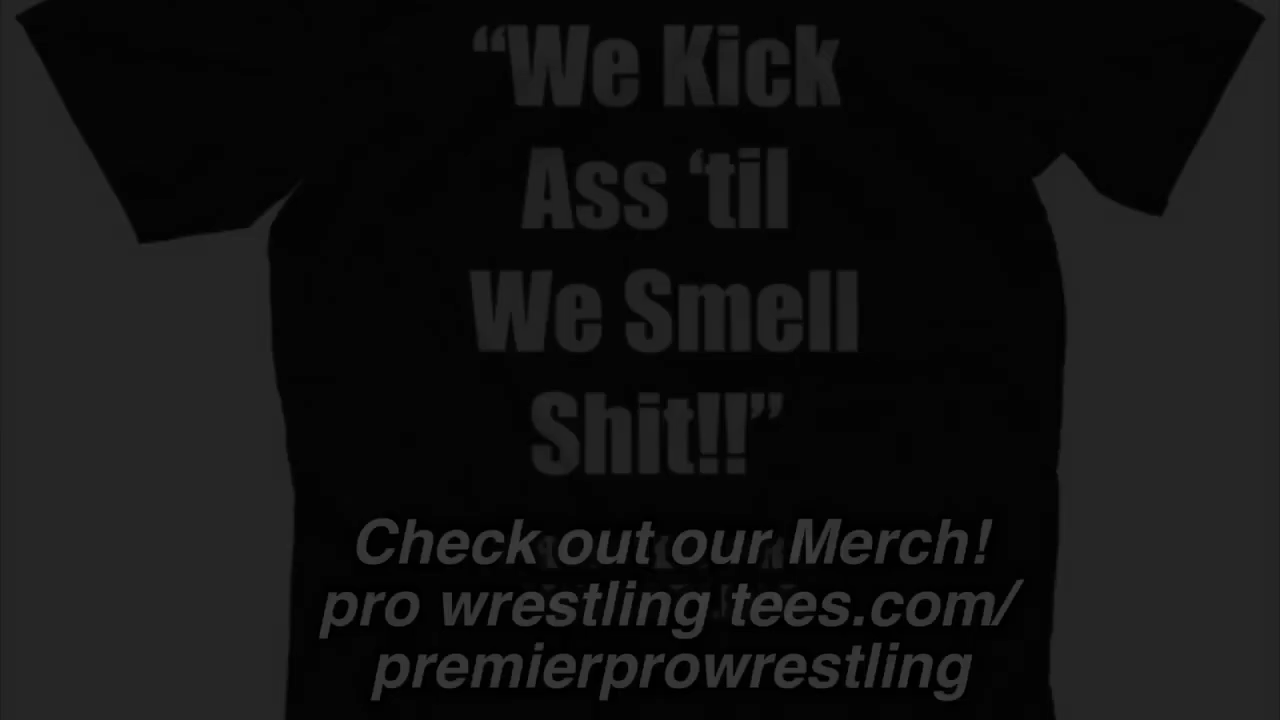 “We Kick
Ass ‘til
We Smell
Shit!!”
Check out our Merch!
pro wrestling tees.com/
premierprowrestling